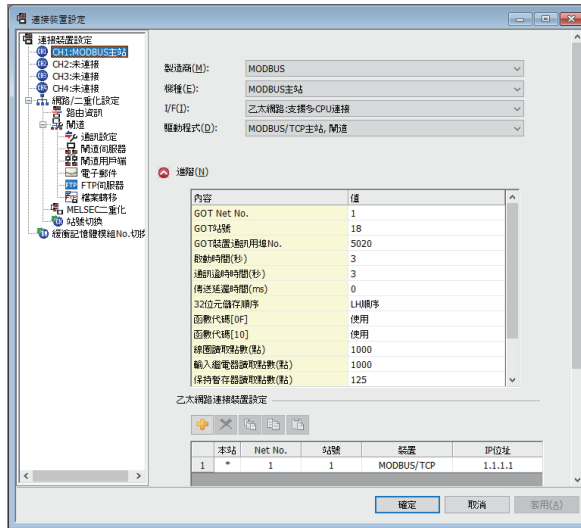 連接裝置設定
連接裝置設定
CH1:MODBUS主站
CH2:未連接
CH3:未連接
CH4:未連接
網路/二重化設定
路由資訊
閘道
通訊設定
閘道伺服器
閘道用戶端
電子郵件
FTP伺服器
檔案轉移
MELSEC二重化
站號切換
緩衝記憶體模組No.切換
製造商(M): MODBUS
機種(E): MODBUS主站
I/F(I): 乙太網路:支援多CPU連接
驅動程式(D): MODBUS/TCP主站, 閘道
進階(N)
內容 值
GOT Net No. 1
GOT站號 18
GOT裝置通訊用埠No. 5020
啟動時間(秒) 3
通訊逾時時間(秒) 3
傳送延遲時間(ms) 0
32位元儲存順序 LH順序
函數代碼[0F] 使用
函數代碼[10] 使用
線圈讀取點數(點) 1000
輸入繼電器讀取點數(點) 1000
保持暫存器讀取點數(點) 125
乙太網路連接裝置設定
本站 Net No. 站號 裝置 IP位址
1 * 1 1 MODBUS/TCP 1.1.1.1
確定 取消 套用(A)